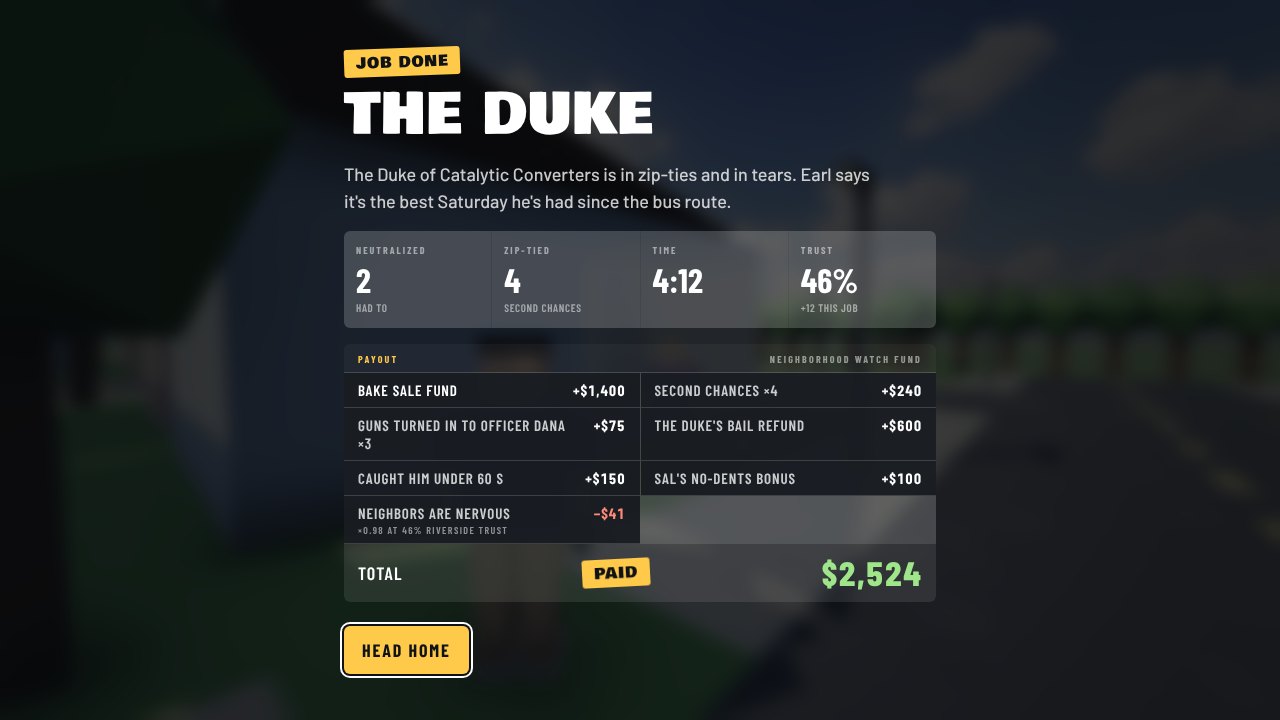 JOB DONE
THE DUKE
The Duke of Catalytic Converters is in zip-ties and in tears. Earl says
it's the best Saturday he's had since the bus route.
NEUTRALIZED
2
HAD TO
ZIP-TIED
4
SECOND CHANCES
TIME
4:12
TRUST
46%
+12 THIS JOB
PAYOUT
NEIGHBORHOOD WATCH FUND
BAKE SALE FUND +$1,400
SECOND CHANCES ×4 +$240
GUNS TURNED IN TO OFFICER DANA +$75
×3
THE DUKE'S BAIL REFUND +$600
CAUGHT HIM UNDER 60 S +$150
SAL'S NO-DENTS BONUS +$100
NEIGHBORS ARE NERVOUS −$41
×0.98 AT 46% RIVERSIDE TRUST
TOTAL PAID $2,524
HEAD HOME